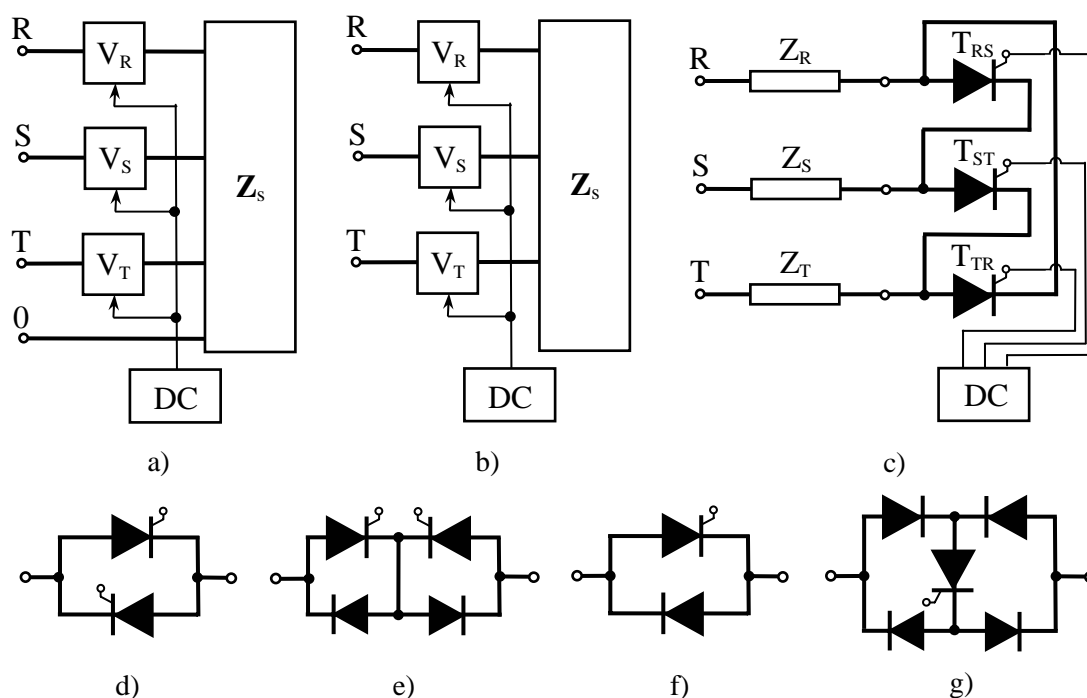 R
V_R
S
V_S
T
V_T
0
Z_S
DC
a)
R
V_R
S
V_S
T
V_T
Z_S
DC
b)
R
Z_R
T_RS
S
Z_S
T_ST
T
Z_T
T_TR
DC
c)
d)
e)
f)
g)